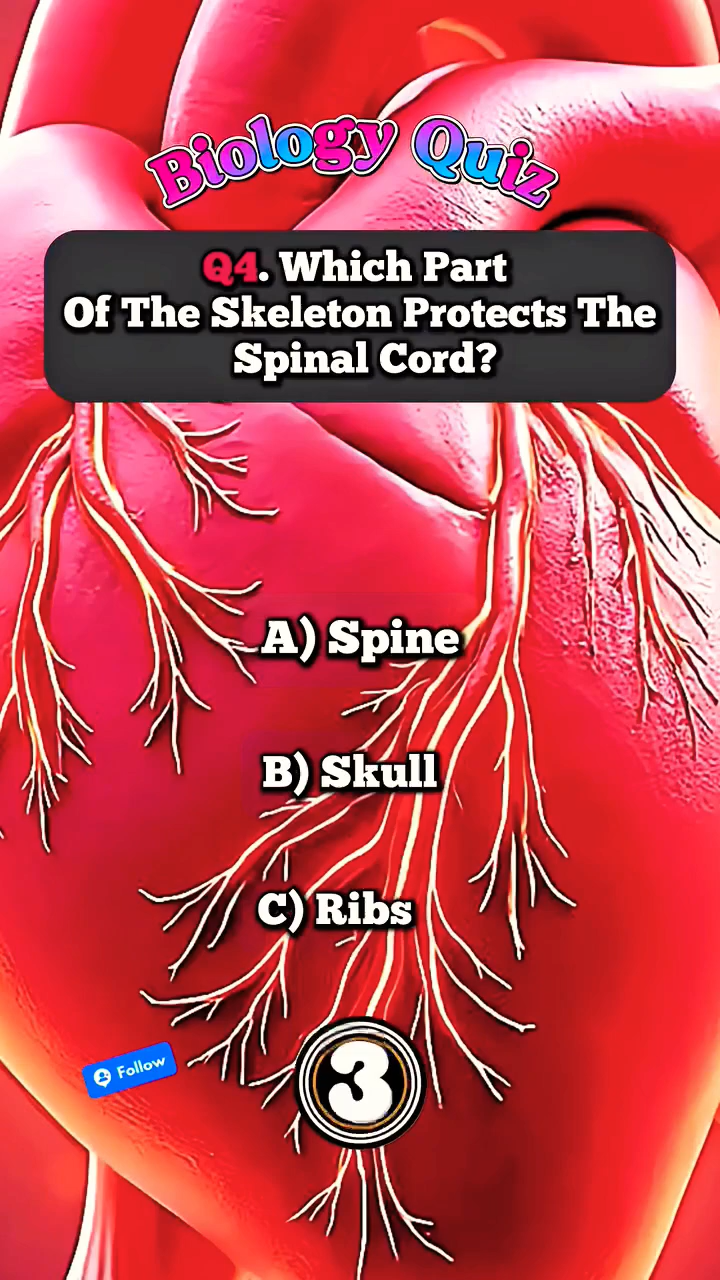 Biology Quiz
Q4. Which Part
Of The Skeleton Protects The
Spinal Cord?
A) Spine
B) Skull
C) Ribs
Follow
3